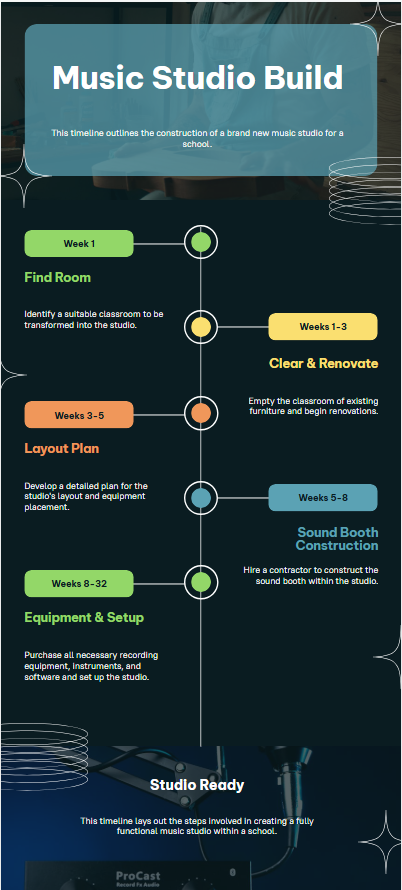 Music Studio Build
This timeline outlines the construction of a brand new music studio for a
school.
Week 1
Find Room
Identify a suitable classroom to be
transformed into the studio.
Weeks 1-3
Clear & Renovate
Empty the classroom of existing
furniture and begin renovations.
Weeks 3-5
Layout Plan
Develop a detailed plan for the
studio's layout and equipment
placement.
Weeks 5-8
Sound Booth
Construction
Hire a contractor to construct the
sound booth within the studio.
Weeks 8-32
Equipment & Setup
Purchase all necessary recording
equipment, instruments, and
software and set up the studio.
Studio Ready
This timeline lays out the steps involved in creating a fully
functional music studio within a school.
ProCast
Record Fx Audio
0